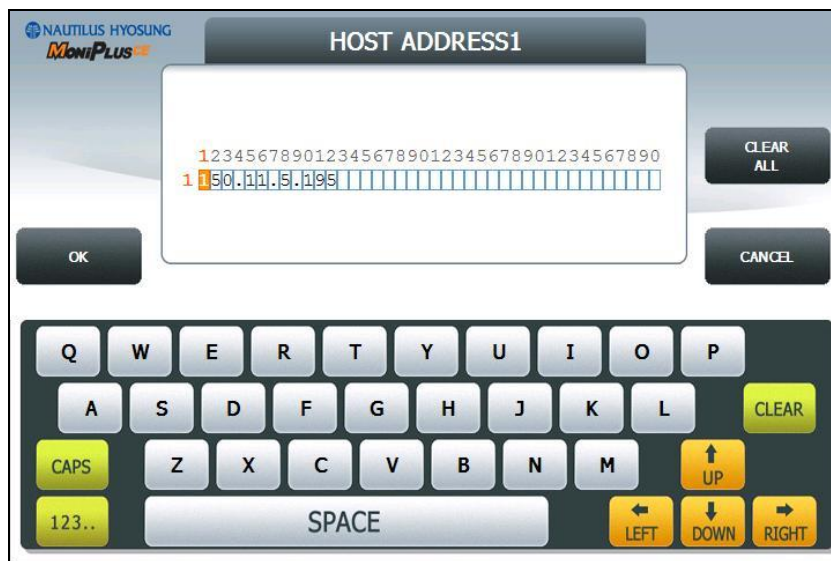 NAUTILUS HYOSUNG
MoniPlusCE
HOST ADDRESS1
1234567890123456789012345678901234567890
1 150.11.5.195
CLEAR
ALL
OK
CANCEL
Q W E R T Y U I O P
A S D F G H J K L CLEAR
CAPS Z X C V B N M UP
123.. SPACE LEFT DOWN RIGHT